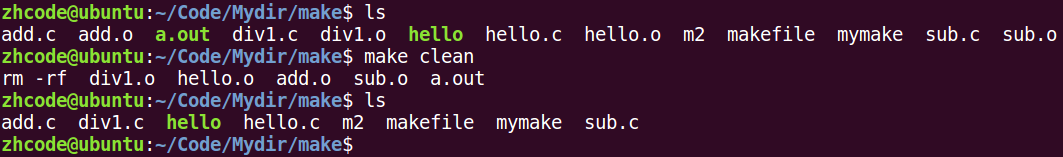 zhcode@ubuntu:~/Code/Mydir/make$ ls
add.c  add.o  a.out  div1.c  div1.o  hello  hello.c  hello.o  m2  makefile  mymake  sub.c  sub.o
zhcode@ubuntu:~/Code/Mydir/make$ make clean
rm -rf  div1.o  hello.o  add.o  sub.o  a.out
zhcode@ubuntu:~/Code/Mydir/make$ ls
add.c  div1.c  hello  hello.c  m2  makefile  mymake  sub.c
zhcode@ubuntu:~/Code/Mydir/make$